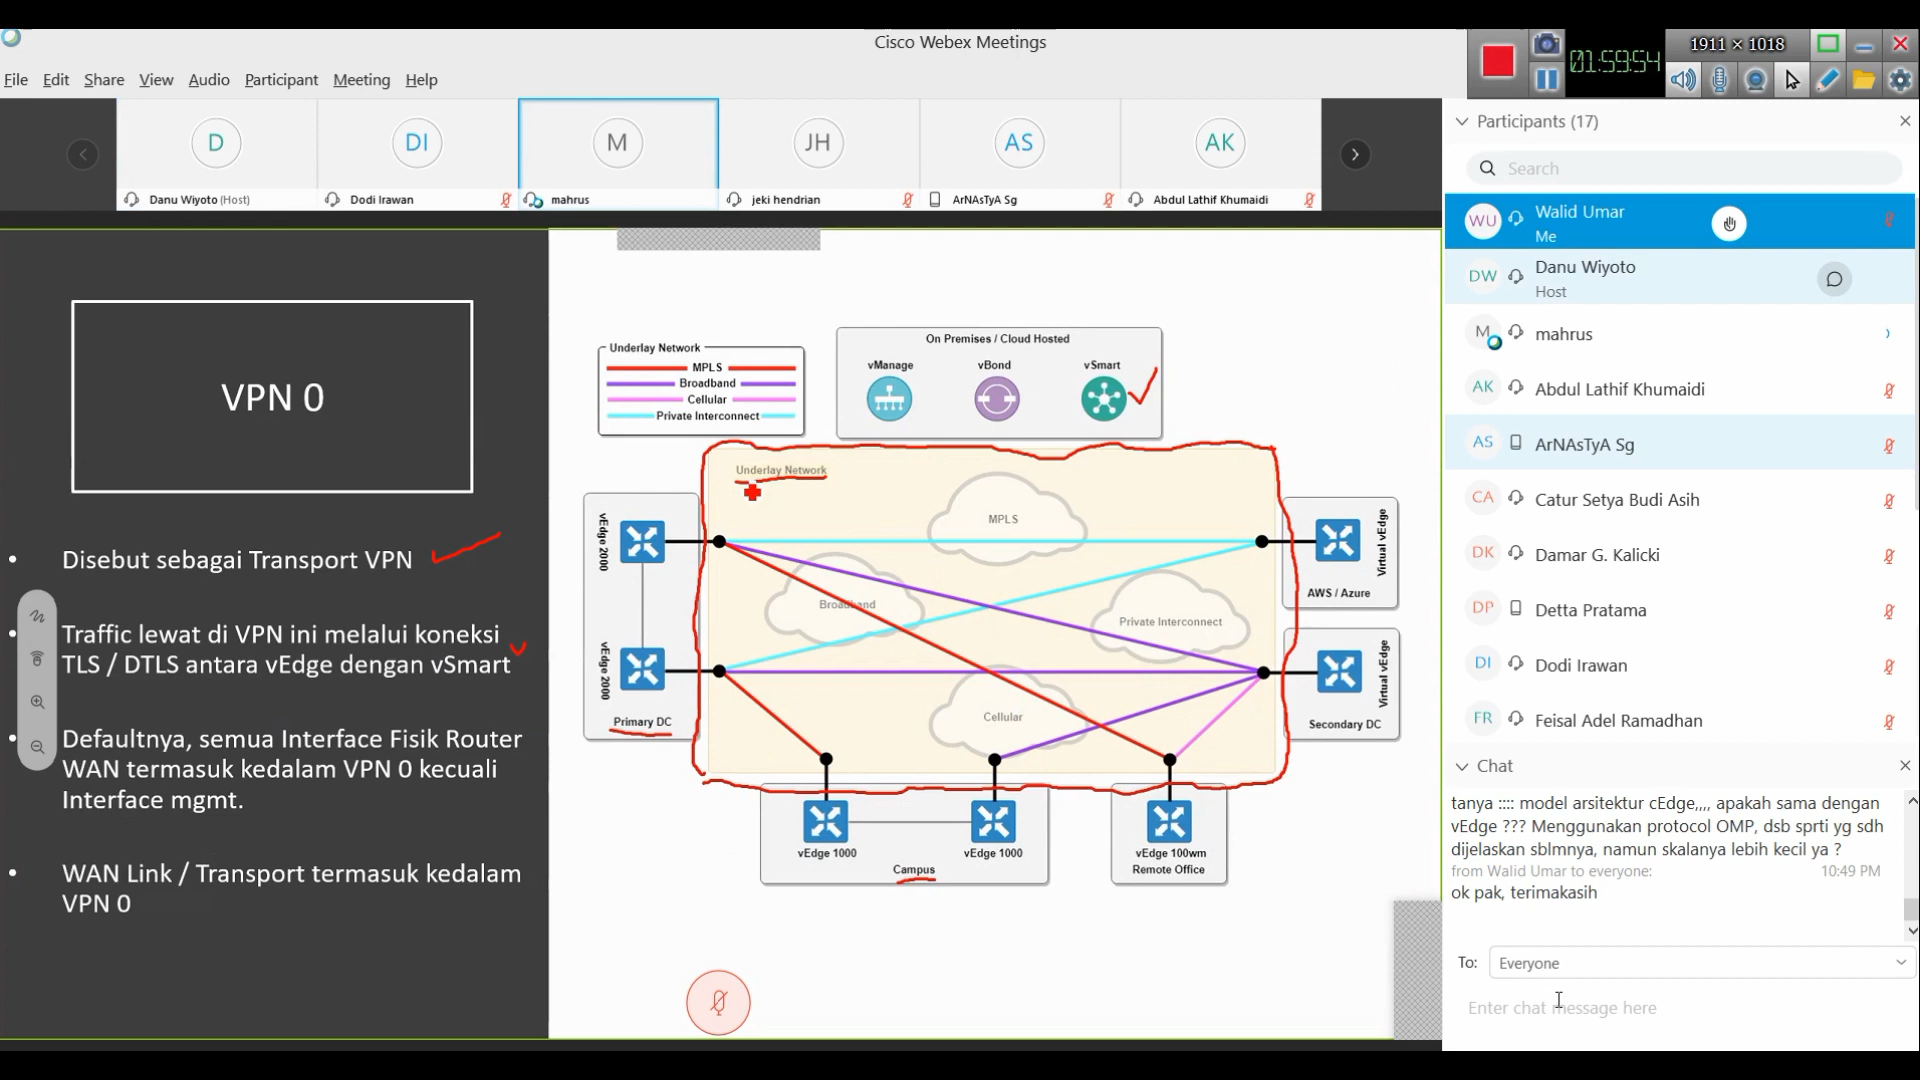 Cisco Webex Meetings
01:59:54
1911 × 1018
File Edit Share View Audio Participant Meeting Help
D
DI
M
JH
AS
AK
Danu Wiyoto (Host)
Dodi Irawan
mahrus
jeki hendrian
ArNAsTyA Sg
Abdul Lathif Khumaidi
VPN 0
• Disebut sebagai Transport VPN
• Traffic lewat di VPN ini melalui koneksi
TLS / DTLS antara vEdge dengan vSmart
• Defaultnya, semua Interface Fisik Router
WAN termasuk kedalam VPN 0 kecuali
Interface mgmt.
• WAN Link / Transport termasuk kedalam
VPN 0
Underlay Network
MPLS
Broadband
Cellular
Private Interconnect
On Premises / Cloud Hosted
vManage
vBond
vSmart
Underlay Network
MPLS
Broadband
Private Interconnect
Cellular
vEdge 2000
vEdge 2000
Primary DC
Virtual vEdge
AWS / Azure
Virtual vEdge
Secondary DC
vEdge 1000
vEdge 1000
Campus
vEdge 100wm
Remote Office
Participants (17)
Search
WU
Walid Umar
Me
DW
Danu Wiyoto
Host
M
mahrus
AK
Abdul Lathif Khumaidi
AS
ArNAsTyA Sg
CA
Catur Setya Budi Asih
DK
Damar G. Kalicki
DP
Detta Pratama
DI
Dodi Irawan
FR
Feisal Adel Ramadhan
Chat
tanya :::: model arsitektur cEdge,,,, apakah sama dengan
vEdge ??? Menggunakan protocol OMP, dsb sprti yg sdh
dijelaskan sblmnya, namun skalanya lebih kecil ya ?
from Walid Umar to everyone: 10:49 PM
ok pak, terimakasih
To: Everyone
Enter chat message here